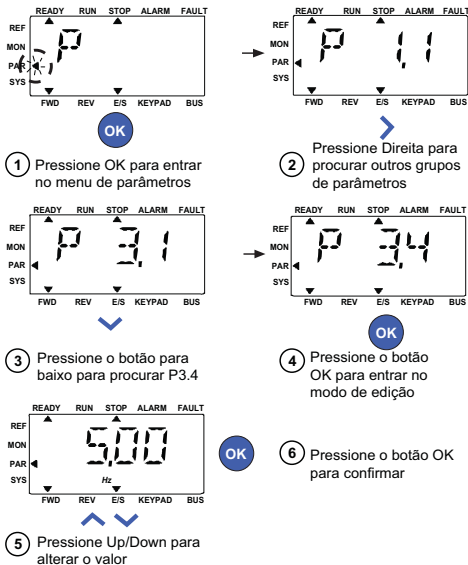 READY RUN STOP ALARM FAULT
REF
MON
PAR
SYS
P
FWD REV E/S KEYPAD BUS
OK
1 Pressione OK para entrar
no menu de parâmetros
READY RUN STOP ALARM FAULT
REF
MON
PAR
SYS
P 1,1
FWD REV E/S KEYPAD BUS
2 Pressione Direita para
procurar outros grupos
de parâmetros
READY RUN STOP ALARM FAULT
REF
MON
PAR
SYS
P 3,1
FWD REV E/S KEYPAD BUS
3 Pressione o botão para
baixo para procurar P3.4
READY RUN STOP ALARM FAULT
REF
MON
PAR
SYS
P 3,4
FWD REV E/S KEYPAD BUS
OK
4 Pressione o botão
OK para entrar no
modo de edição
READY RUN STOP ALARM FAULT
REF
MON
PAR
SYS
5,00
Hz
FWD REV E/S KEYPAD BUS
5 Pressione Up/Down para
alterar o valor
OK
6 Pressione o botão OK
para confirmar